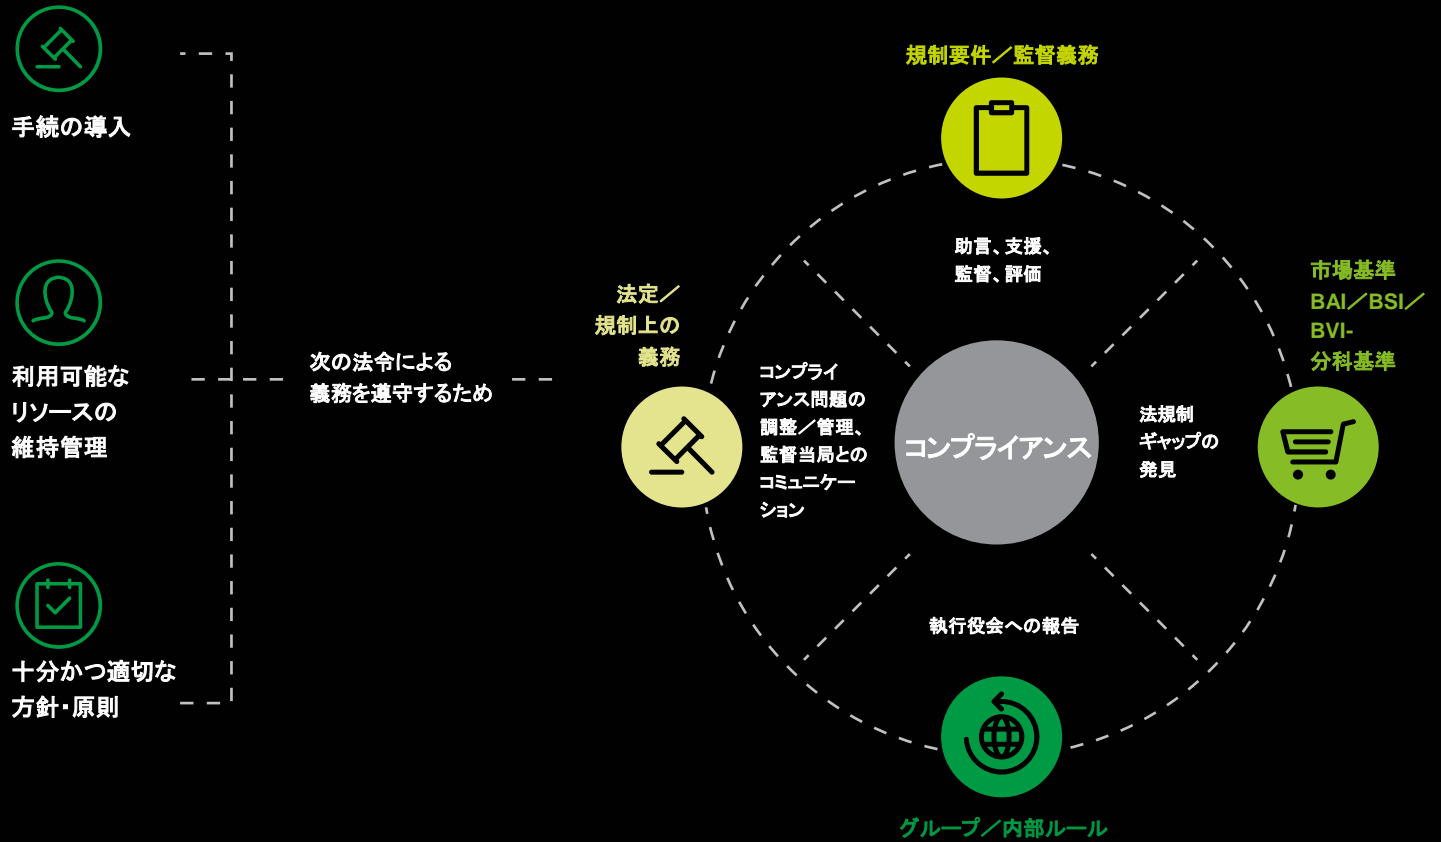 手続の導入
利用可能な
リソースの
維持管理
十分かつ適切な
方針・原則
次の法令による
義務を遵守するため
規制要件／監督義務
助言、支援、
監督、評価
法定／
規制上の
義務
コンプライ
アンス問題の
調整／管理、
監督当局との
コミュニケー
ション
コンプライアンス
法規制
ギャップの
発見
市場基準
BAI／BSI／
BVI-
分科基準
執行役会への報告
グループ／内部ルール